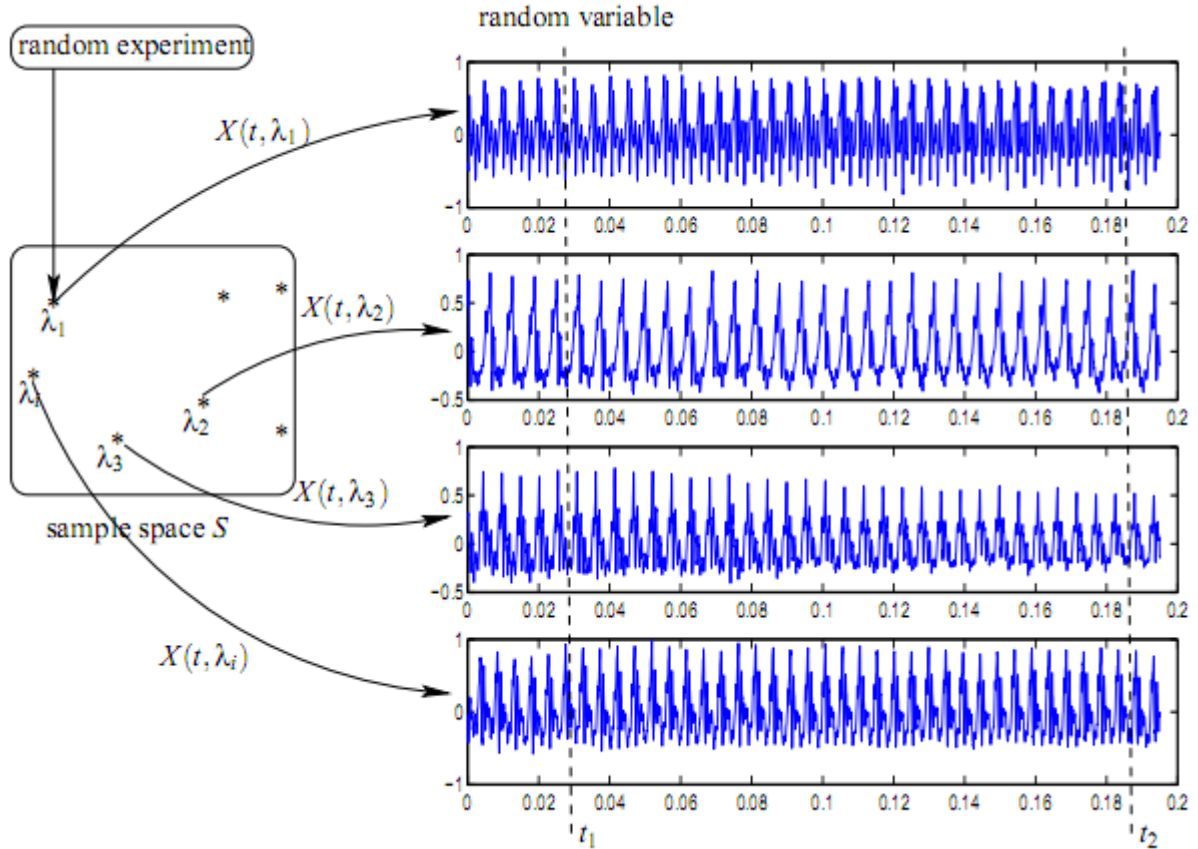 random variable
random experiment
X(t, λ₁)
X(t, λ₂)
X(t, λ₃)
X(t, λᵢ)
* * *
λ₁
*
λᵢ
*
λ₂
*
*
λ₃
sample space S
1
0
−1
0 0.02 0.04 0.06 0.08 0.1 0.12 0.14 0.16 0.18 0.2
1
0.5
0
−0.5
0 0.02 0.04 0.06 0.08 0.1 0.12 0.14 0.16 0.18 0.2
1
0.5
0
−0.5
0 0.02 0.04 0.06 0.08 0.1 0.12 0.14 0.16 0.18 0.2
1
0
−1
0 0.02 0.04 0.06 0.08 0.1 0.12 0.14 0.16 0.18 0.2
t₁ t₂